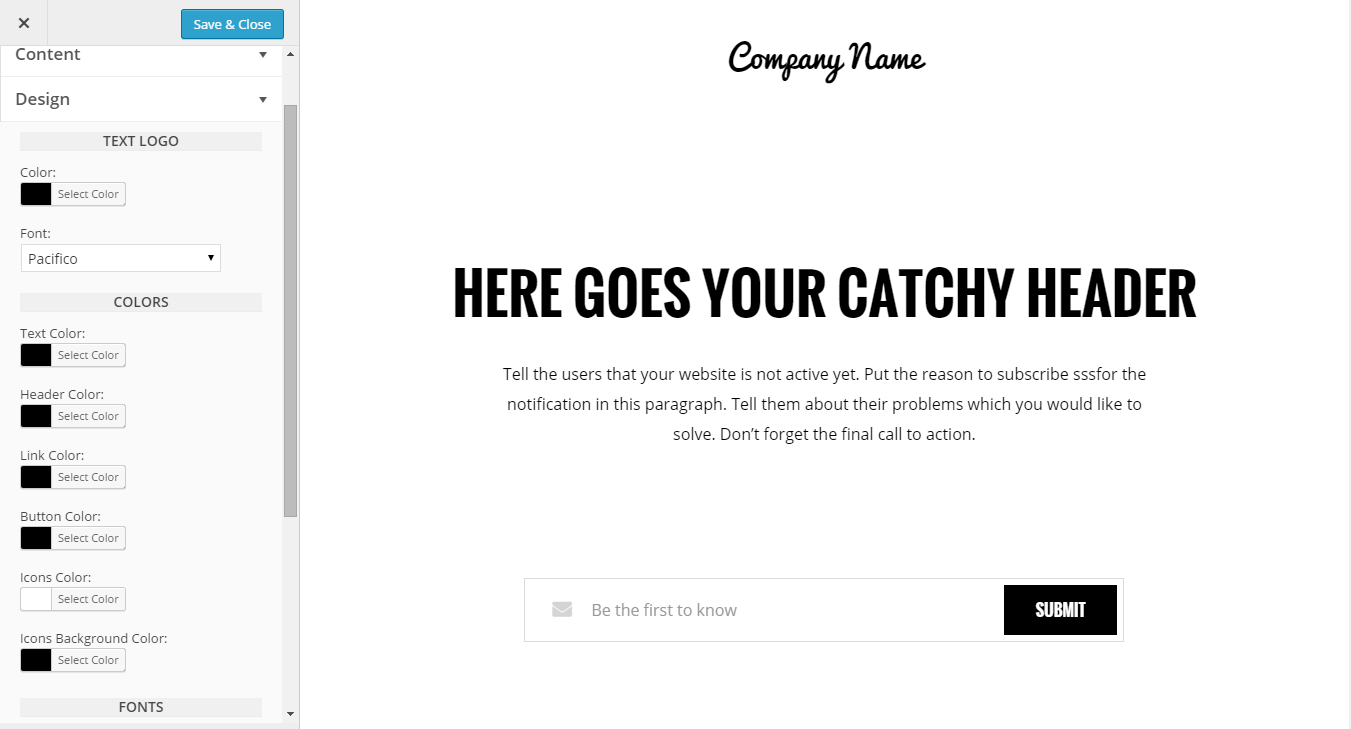 Save & Close
Content
Design
TEXT LOGO
Color:
Select Color
Font:
Pacifico
COLORS
Text Color:
Select Color
Header Color:
Select Color
Link Color:
Select Color
Button Color:
Select Color
Icons Color:
Select Color
Icons Background Color:
Select Color
FONTS
Company Name
HERE GOES YOUR CATCHY HEADER
Tell the users that your website is not active yet. Put the reason to subscribe sssfor the
notification in this paragraph. Tell them about their problems which you would like to
solve. Don’t forget the final call to action.
Be the first to know
SUBMIT